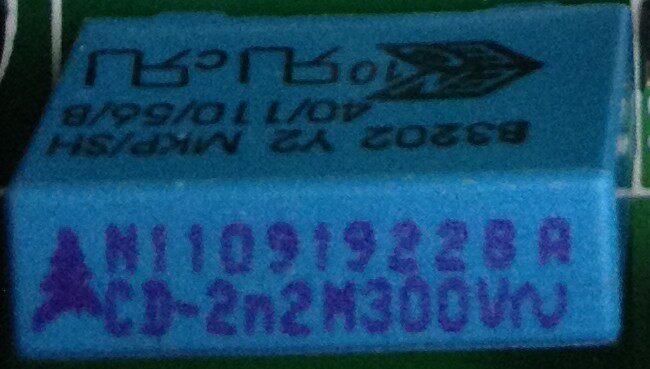 B3202 Y2 MKP/SH
40/110/56/B
N110919228 A
CD-2n2M300V~